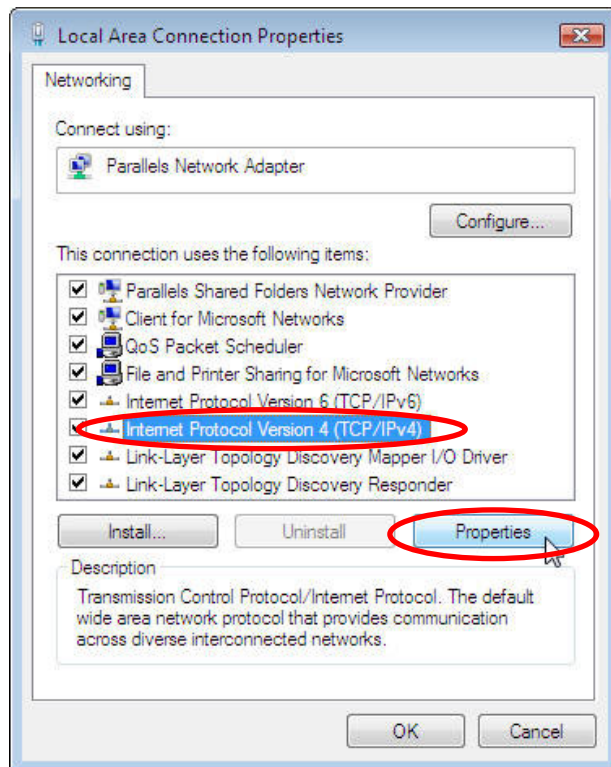 Local Area Connection Properties
Networking
Connect using:
Parallels Network Adapter
Configure...
This connection uses the following items:
Parallels Shared Folders Network Provider
Client for Microsoft Networks
QoS Packet Scheduler
File and Printer Sharing for Microsoft Networks
Internet Protocol Version 6 (TCP/IPv6)
Internet Protocol Version 4 (TCP/IPv4)
Link-Layer Topology Discovery Mapper I/O Driver
Link-Layer Topology Discovery Responder
Install... Uninstall Properties
Description
Transmission Control Protocol/Internet Protocol. The default
wide area network protocol that provides communication
across diverse interconnected networks.
OK Cancel